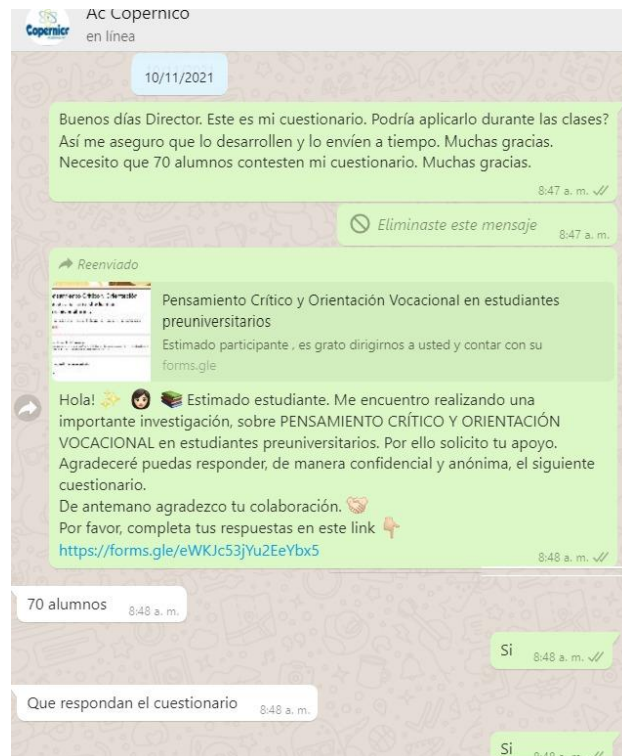 Ac Copernico
Copernico
en línea
10/11/2021
Buenos días Director. Este es mi cuestionario. Podría aplicarlo durante las clases?
Así me aseguro que lo desarrollen y lo envíen a tiempo. Muchas gracias.
Necesito que 70 alumnos contesten mi cuestionario. Muchas gracias.
8:47 a. m.
Eliminaste este mensaje
8:47 a. m.
Reenviado
Pensamiento Crítico y Orientación Vocacional en estudiantes
preuniversitarios
Estimado participante , es grato dirigirnos a usted y contar con su
forms.gle
Hola! Estimado estudiante. Me encuentro realizando una
importante investigación, sobre PENSAMIENTO CRÍTICO Y ORIENTACIÓN
VOCACIONAL en estudiantes preuniversitarios. Por ello solicito tu apoyo.
Agradeceré puedas responder, de manera confidencial y anónima, el siguiente
cuestionario.
De antemano agradezco tu colaboración.
Por favor, completa tus respuestas en este link
https://forms.gle/eWKJc53jYu2EeYbx5
8:48 a. m.
70 alumnos
8:48 a. m.
Si
8:48 a. m.
Que respondan el cuestionario
8:48 a. m.
Si
8:48 a. m.